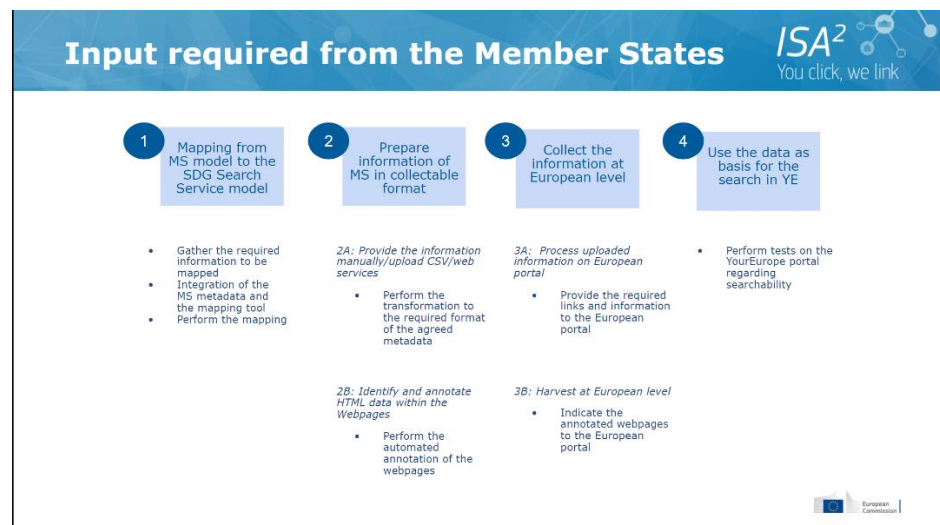 Input required from the Member States
ISA²
You click, we link
1
Mapping from
MS model to the
SDG Search
Service model
2
Prepare
information of
MS in collectable
format
3
Collect the
information at
European level
4
Use the data as
basis for the
search in YE
• Gather the required
information to be
mapped
• Integration of the
MS metadata and
the mapping tool
• Perform the mapping
2A: Provide the information
manually/upload CSV/web
services
• Perform the
transformation to
the required format
of the agreed
metadata
2B: Identify and annotate
HTML data within the
Webpages
• Perform the
automated
annotation of the
webpages
3A: Process uploaded
information on European
portal
• Provide the required
links and information
to the European
portal
3B: Harvest at European level
• Indicate the
annotated webpages
to the European
portal
• Perform tests on the
YourEurope portal
regarding
searchability
European
Commission